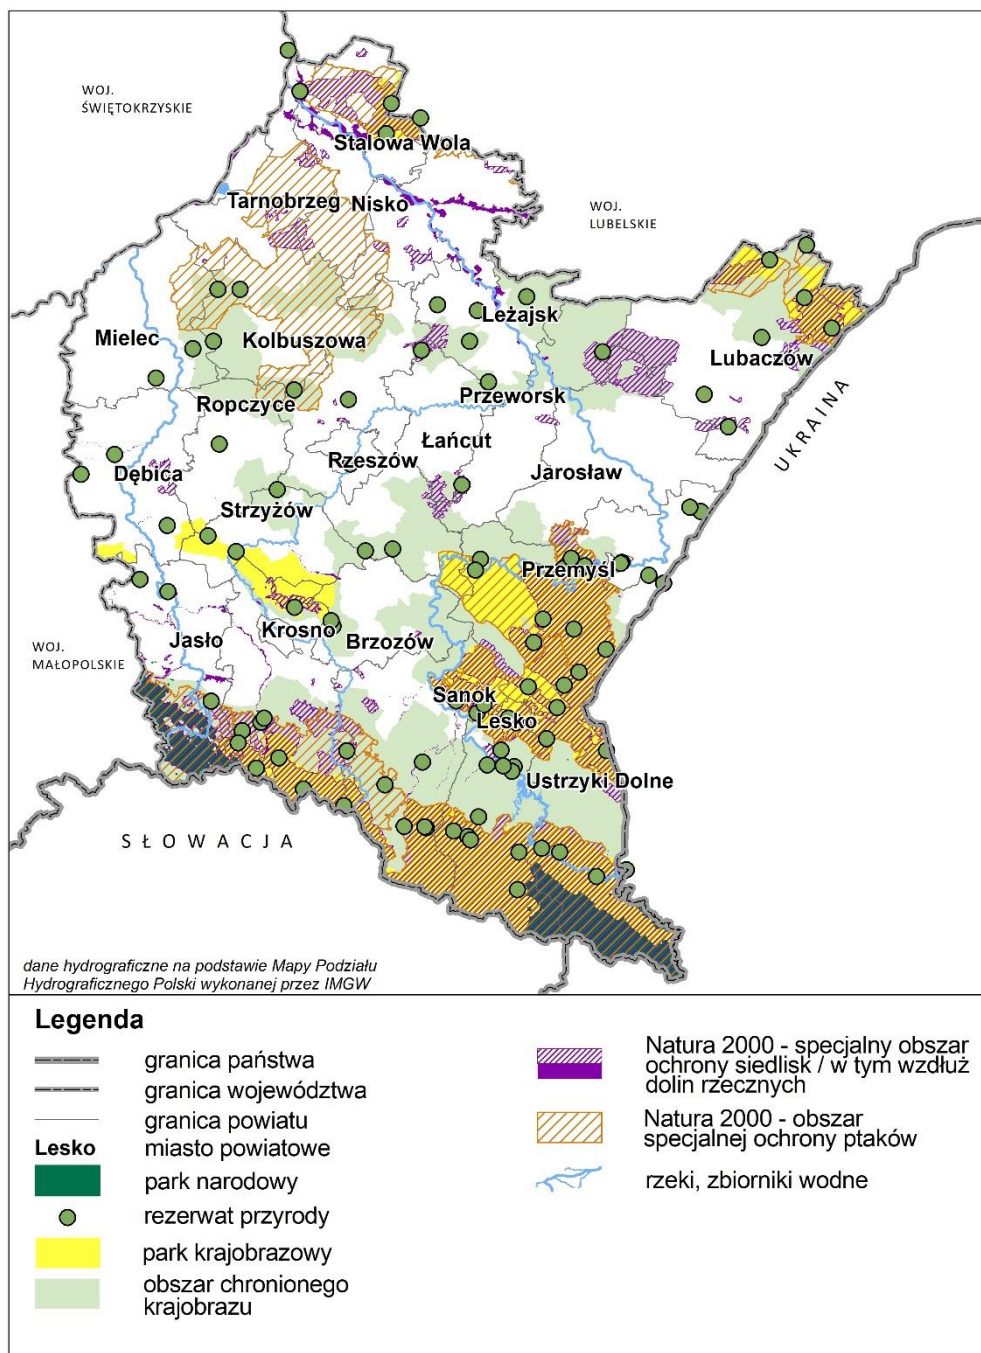 WOJ.
ŚWIĘTOKRZYSKIE
Stalowa Wola
Tarnobrzeg
Nisko
WOJ.
LUBELSKIE
Leżajsk
Mielec
Kolbuszowa
Lubaczów
Ropczyce
Przeworsk
Łańcut
Rzeszów
Jarosław
UKRAINA
Dębica
Strzyżów
Przemyśl
Krosno
Jasło
Brzozów
WOJ.
MAŁOPOLSKIE
Sanok
Lesko
Ustrzyki Dolne
SŁOWACJA
dane hydrograficzne na podstawie Mapy Podziału
Hydrograficznego Polski wykonanej przez IMGW
Legenda
granica państwa
granica województwa
granica powiatu
Lesko miasto powiatowe
park narodowy
rezerwat przyrody
park krajobrazowy
obszar chronionego
krajobrazu
Natura 2000 - specjalny obszar
ochrony siedlisk / w tym wzdłuż
dolin rzecznych
Natura 2000 - obszar
specjalnej ochrony ptaków
rzeki, zbiorniki wodne